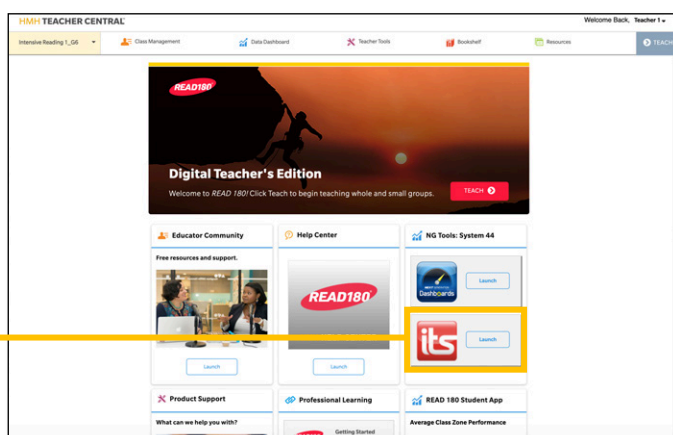 HMH TEACHER CENTRAL
Welcome Back, Teacher 1
Intensive Reading 1_G6
Class Management
Data Dashboard
Teacher Tools
Bookshelf
Resources
TEACH
READ180
Digital Teacher's Edition
Welcome to READ 180! Click Teach to begin teaching whole and small groups.
TEACH
Educator Community
Help Center
NG Tools: System 44
Free resources and support.
Dashboards
Launch
READ180
its
Launch
Launch
Launch
Product Support
Professional Learning
READ 180 Student App
What can we help you with?
Getting Started
Average Class Zone Performance